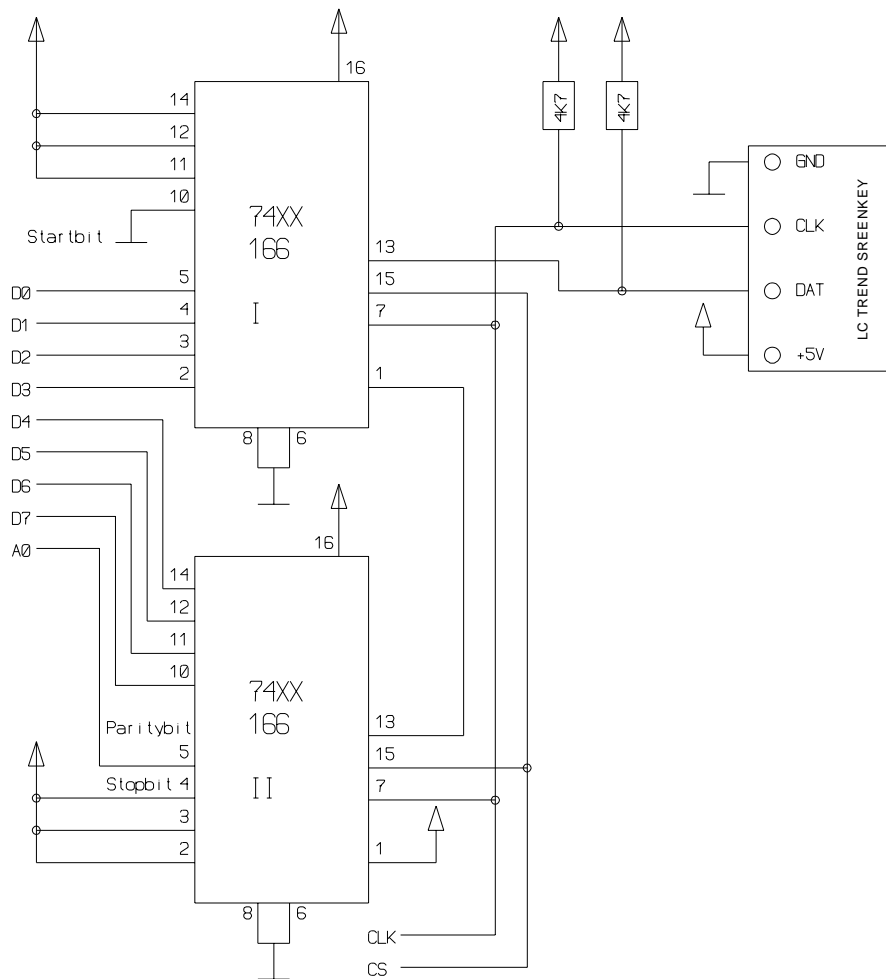 16
14
12
11
10
Startbit
74XX
166
I
13
15
7
1
5
4
3
2
D0
D1
D2
D3
D4
D5
D6
D7
A0
8
6
4K7
4K7
GND
CLK
DAT
+5V
LC TREND SREENKEY
16
14
12
11
10
Paritybit
5
Stopbit 4
3
2
74XX
166
II
13
15
7
1
8
6
CLK
CS